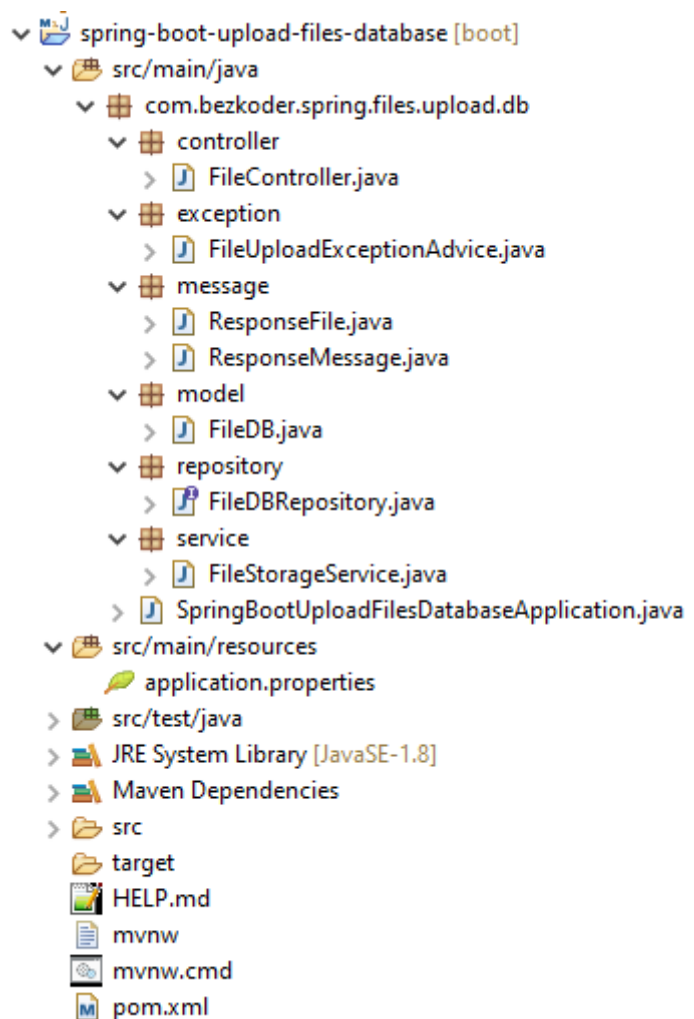 spring-boot-upload-files-database [boot]
src/main/java
com.bezkoder.spring.files.upload.db
controller
FileController.java
exception
FileUploadExceptionAdvice.java
message
ResponseFile.java
ResponseMessage.java
model
FileDB.java
repository
FileDBRepository.java
service
FileStorageService.java
SpringBootUploadFilesDatabaseApplication.java
src/main/resources
application.properties
src/test/java
JRE System Library [JavaSE-1.8]
Maven Dependencies
src
target
HELP.md
mvnw
mvnw.cmd
pom.xml